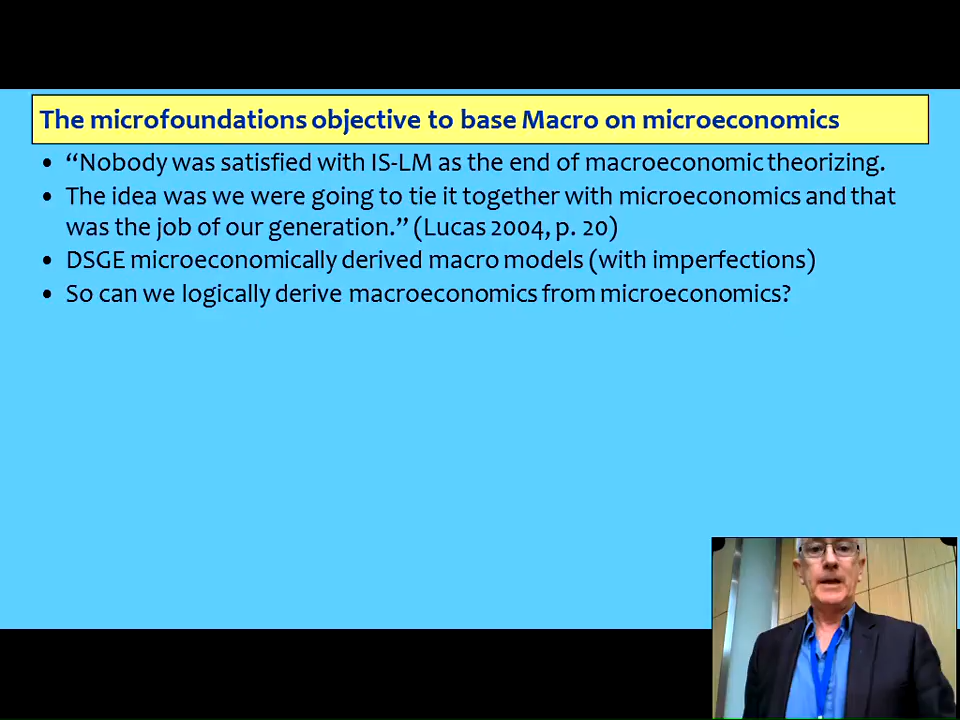 The microfoundations objective to base Macro on microeconomics
• “Nobody was satisfied with IS-LM as the end of macroeconomic theorizing.
• The idea was we were going to tie it together with microeconomics and that
was the job of our generation.” (Lucas 2004, p. 20)
• DSGE microeconomically derived macro models (with imperfections)
• So can we logically derive macroeconomics from microeconomics?